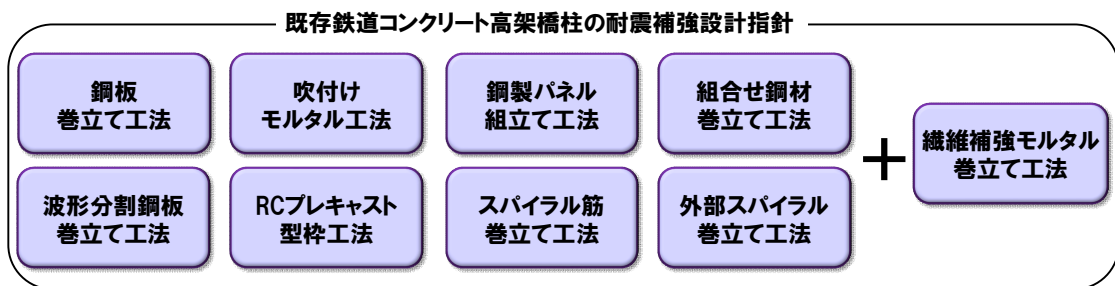 既存鉄道コンクリート高架橋柱の耐震補強設計指針
鋼板
巻立て工法
吹付け
モルタル工法
鋼製パネル
組立て工法
組合せ鋼材
巻立て工法
波形分割鋼板
巻立て工法
RCプレキャスト
型枠工法
スパイラル筋
巻立て工法
外部スパイラル
巻立て工法
+
繊維補強モルタル
巻立て工法